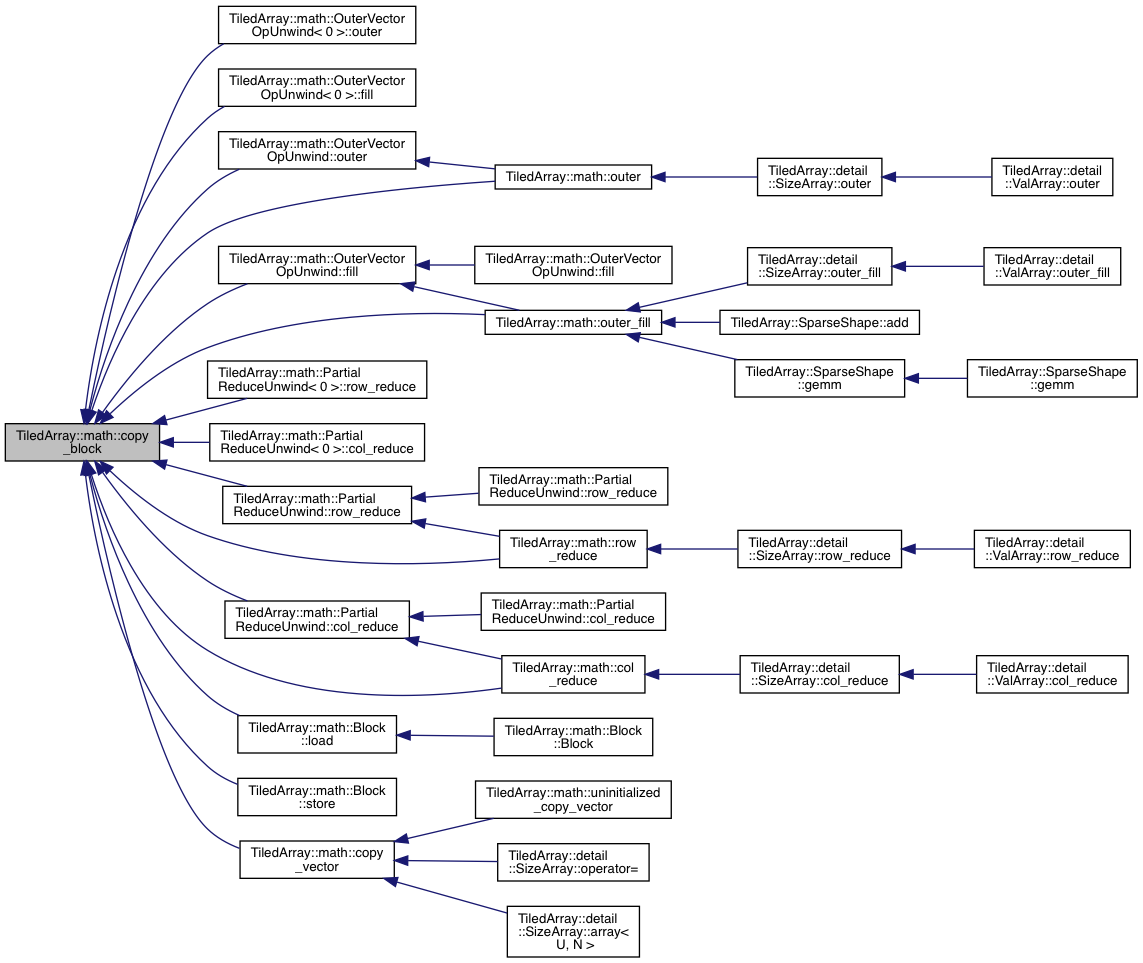 TiledArray::math::OuterVector
OpUnwind< 0 >::outer
TiledArray::math::OuterVector
OpUnwind< 0 >::fill
TiledArray::math::OuterVector
OpUnwind::outer
TiledArray::math::outer
TiledArray::detail
::SizeArray::outer
TiledArray::detail
::ValArray::outer
TiledArray::math::OuterVector
OpUnwind::fill
TiledArray::math::OuterVector
OpUnwind::fill
TiledArray::detail
::SizeArray::outer_fill
TiledArray::detail
::ValArray::outer_fill
TiledArray::math::outer_fill
TiledArray::SparseShape::add
TiledArray::math::Partial
ReduceUnwind< 0 >::row_reduce
TiledArray::SparseShape
::gemm
TiledArray::SparseShape
::gemm
TiledArray::math::copy
_block
TiledArray::math::Partial
ReduceUnwind< 0 >::col_reduce
TiledArray::math::Partial
ReduceUnwind::row_reduce
TiledArray::math::Partial
ReduceUnwind::row_reduce
TiledArray::math::row
_reduce
TiledArray::detail
::SizeArray::row_reduce
TiledArray::detail
::ValArray::row_reduce
TiledArray::math::Partial
ReduceUnwind::col_reduce
TiledArray::math::Partial
ReduceUnwind::col_reduce
TiledArray::math::col
_reduce
TiledArray::detail
::SizeArray::col_reduce
TiledArray::detail
::ValArray::col_reduce
TiledArray::math::Block
::load
TiledArray::math::Block
::Block
TiledArray::math::Block
::store
TiledArray::math::uninitialized
_copy_vector
TiledArray::math::copy
_vector
TiledArray::detail
::SizeArray::operator=
TiledArray::detail
::SizeArray::array<
U, N >